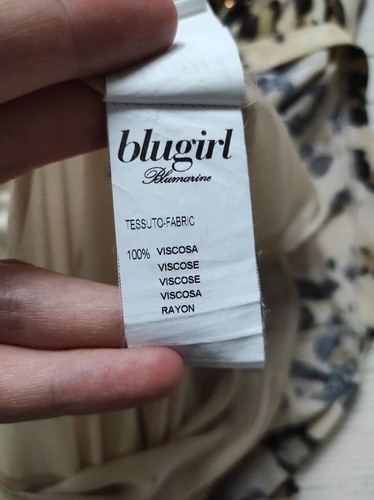 blugirl
Blumarine
TESSUTO-FABRIC
100% VISCOSA
VISCOSE
VISCOSE
VISCOSA
RAYON